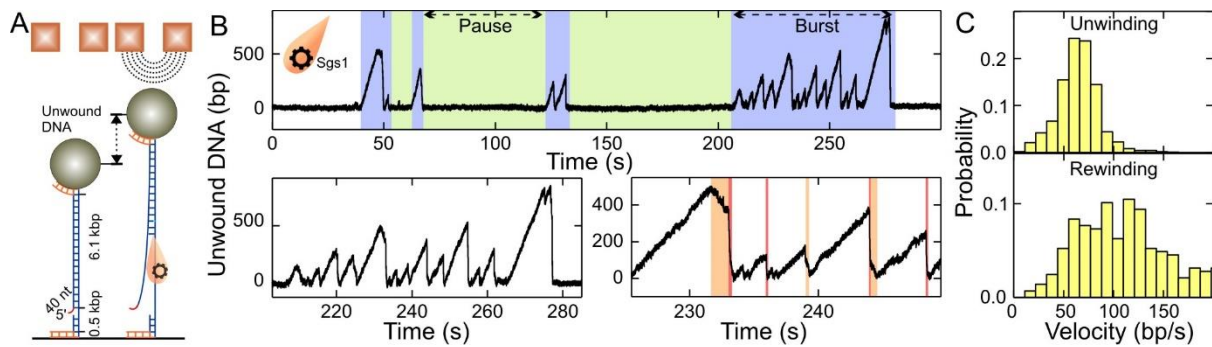 A
Unwound
DNA
6.1 kbp
40 nt
5'
0.5 kbp
B
Sgs1
Pause
Burst
500
0
0
50
100
150
200
250
Time (s)
Unwound DNA (bp)
500
0
200
220
240
260
280
Time (s)
400
200
0
230
240
Time (s)
C
Unwinding
0.2
0.1
0.0
Probability
Rewinding
0.1
0.0
0
50
100
150
Velocity (bp/s)